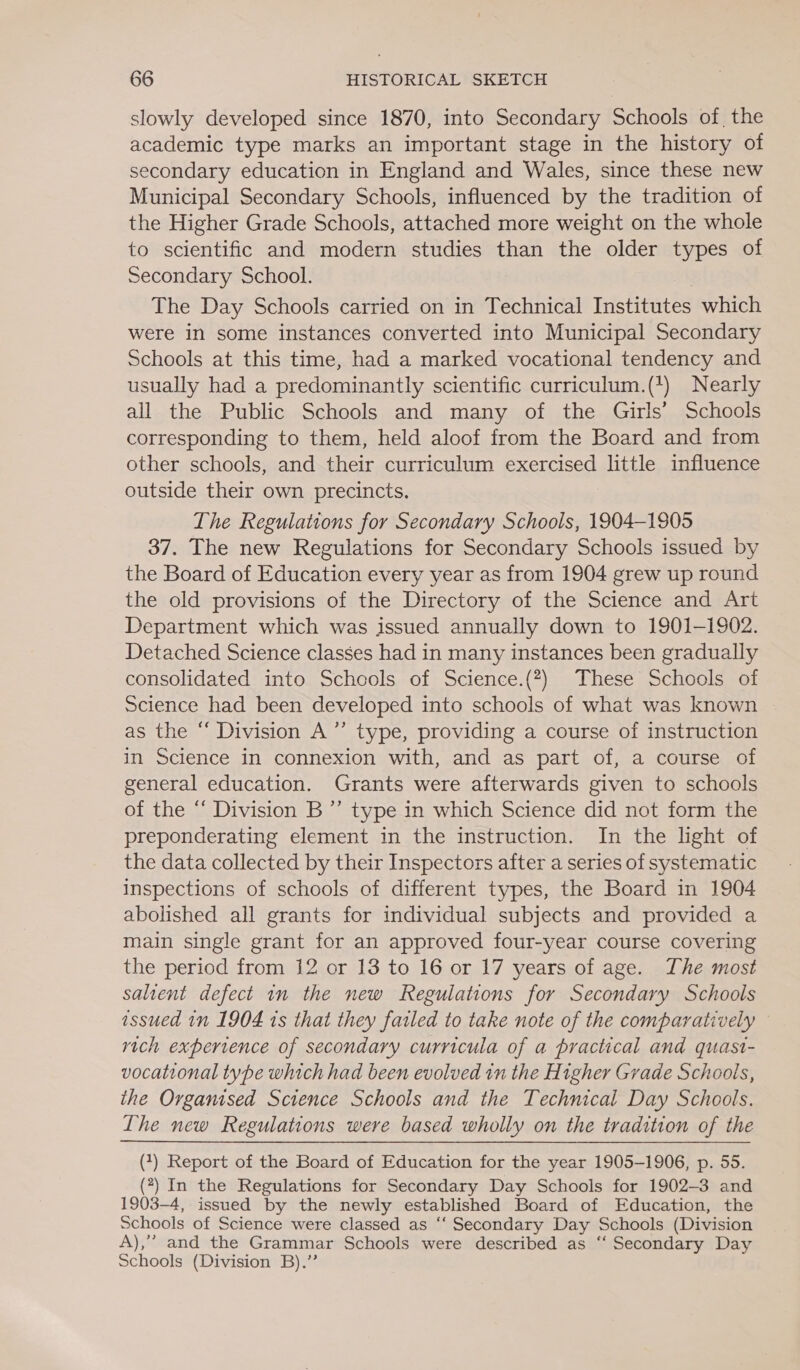 66 HISTORICAL SKETCH
slowly developed since 1870, into Secondary Schools of the
academic type marks an important stage in the history of
secondary education in England and Wales, since these new
Municipal Secondary Schools, influenced by the tradition of
the Higher Grade Schools, attached more weight on the whole
to scientific and modern studies than the older types of
Secondary School.
The Day Schools carried on in Technical Institutes which
were in some instances converted into Municipal Secondary
Schools at this time, had a marked vocational tendency and
usually had a predominantly scientific curriculum.(¹) Nearly
all the Public Schools and many of the Girls’ Schools
corresponding to them, held aloof from the Board and from
other schools, and their curriculum exercised little influence
outside their own precincts.
The Regulations for Secondary Schools, 1904–1905
37. The new Regulations for Secondary Schools issued by
the Board of Education every year as from 1904 grew up round
the old provisions of the Directory of the Science and Art
Department which was issued annually down to 1901–1902.
Detached Science classes had in many instances been gradually
consolidated into Schools of Science.(²) These Schools of
Science had been developed into schools of what was known
as the “ Division A ” type, providing a course of instruction
in Science in connexion with, and as part of, a course of
general education. Grants were afterwards given to schools
of the “ Division B ” type in which Science did not form the
preponderating element in the instruction. In the light of
the data collected by their Inspectors after a series of systematic
inspections of schools of different types, the Board in 1904
abolished all grants for individual subjects and provided a
main single grant for an approved four-year course covering
the period from 12 or 13 to 16 or 17 years of age. The most
salient defect in the new Regulations for Secondary Schools
issued in 1904 is that they failed to take note of the comparatively
rich experience of secondary curricula of a practical and quasi-
vocational type which had been evolved in the Higher Grade Schools,
the Organised Science Schools and the Technical Day Schools.
The new Regulations were based wholly on the tradition of the
(¹) Report of the Board of Education for the year 1905–1906, p. 55.
(²) In the Regulations for Secondary Day Schools for 1902–3 and
1903–4, issued by the newly established Board of Education, the
Schools of Science were classed as “ Secondary Day Schools (Division
A),” and the Grammar Schools were described as “ Secondary Day
Schools (Division B).”